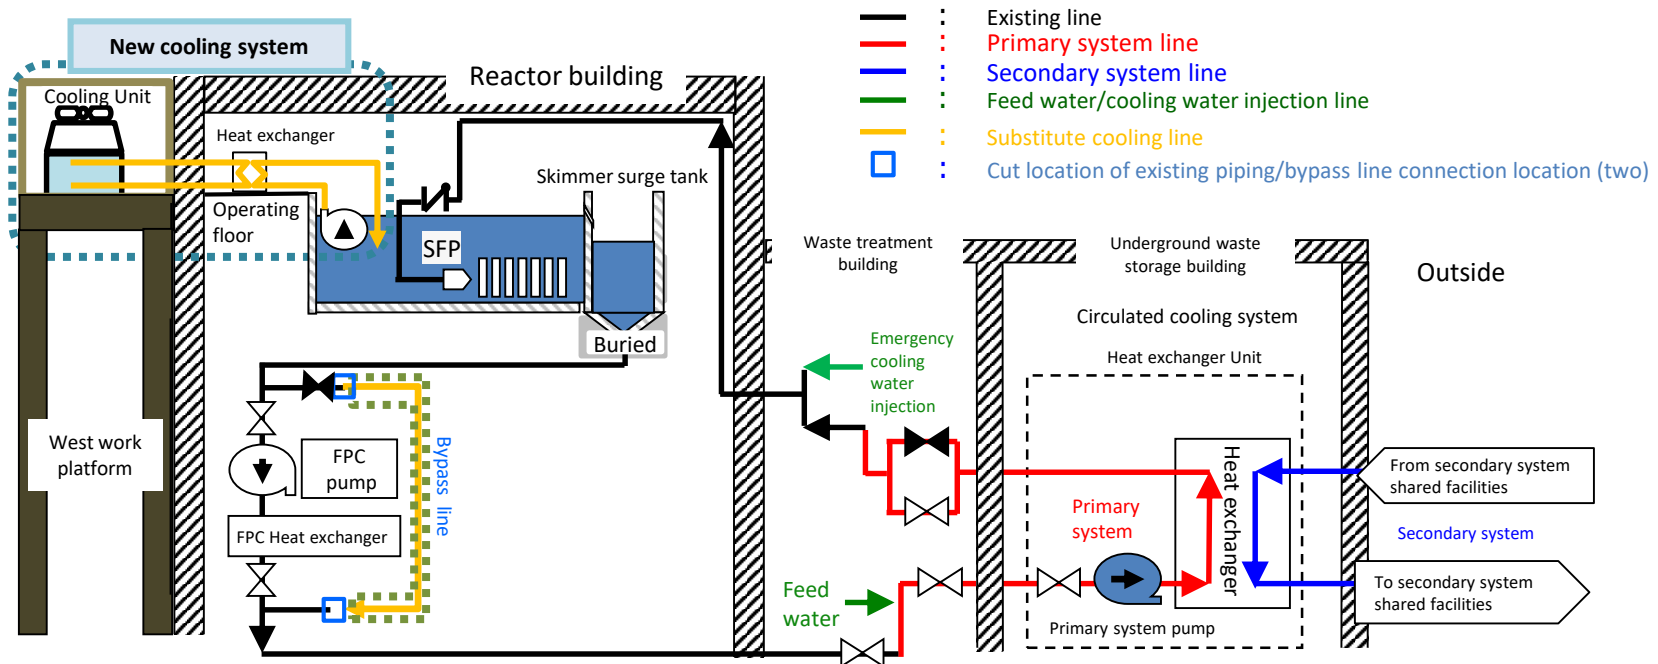 New cooling system
Cooling Unit
Reactor building
Heat exchanger
Skimmer surge tank
Operating
floor
SFP
Buried
West work
platform
FPC
pump
FPC Heat exchanger
Bypass line
Existing line
Primary system line
Secondary system line
Feed water/cooling water injection line
Substitute cooling line
Cut location of existing piping/bypass line connection location (two)
:
:
:
:
:
:
Waste treatment
building
Underground waste
storage building
Outside
Circulated cooling system
Heat exchanger Unit
Emergency
cooling
water
injection
Primary
system
Heat exchanger
From secondary system
shared facilities
Secondary system
To secondary system
shared facilities
Feed
water
Primary system pump